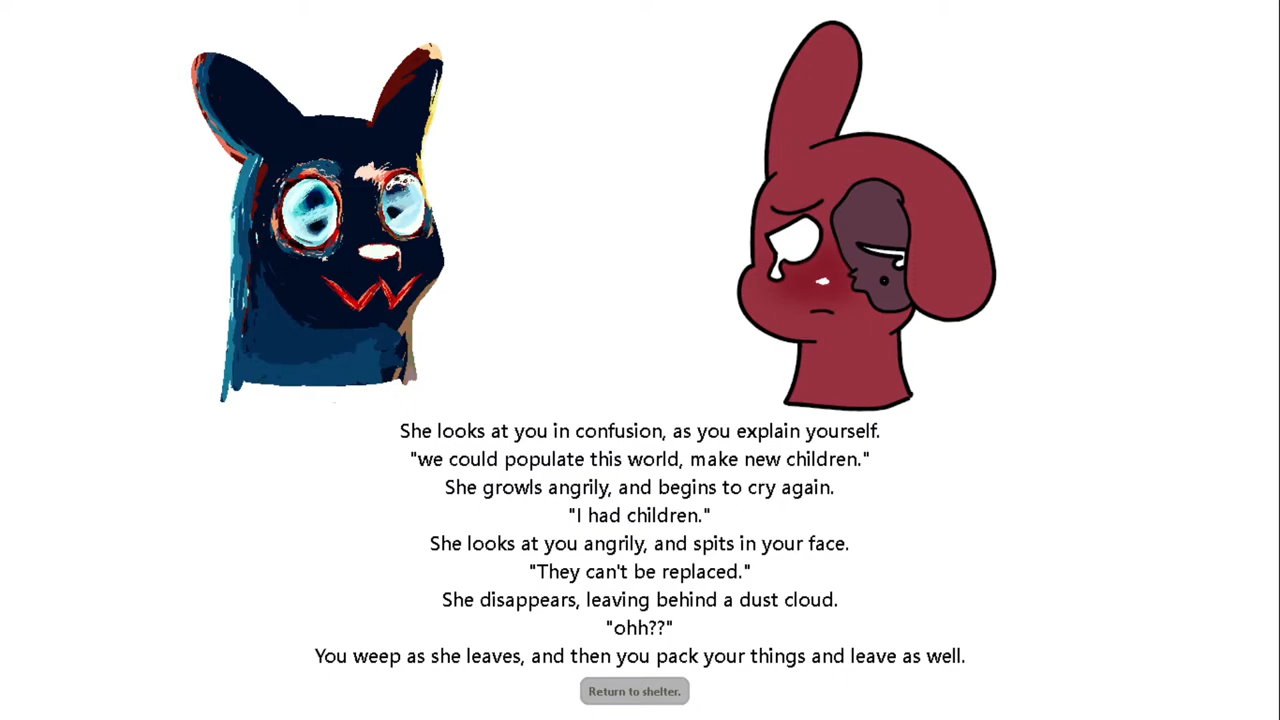 She looks at you in confusion, as you explain yourself.
"we could populate this world, make new children."
She growls angrily, and begins to cry again.
"I had children."
She looks at you angrily, and spits in your face.
"They can't be replaced."
She disappears, leaving behind a dust cloud.
"ohh??"
You weep as she leaves, and then you pack your things and leave as well.
Return to shelter.